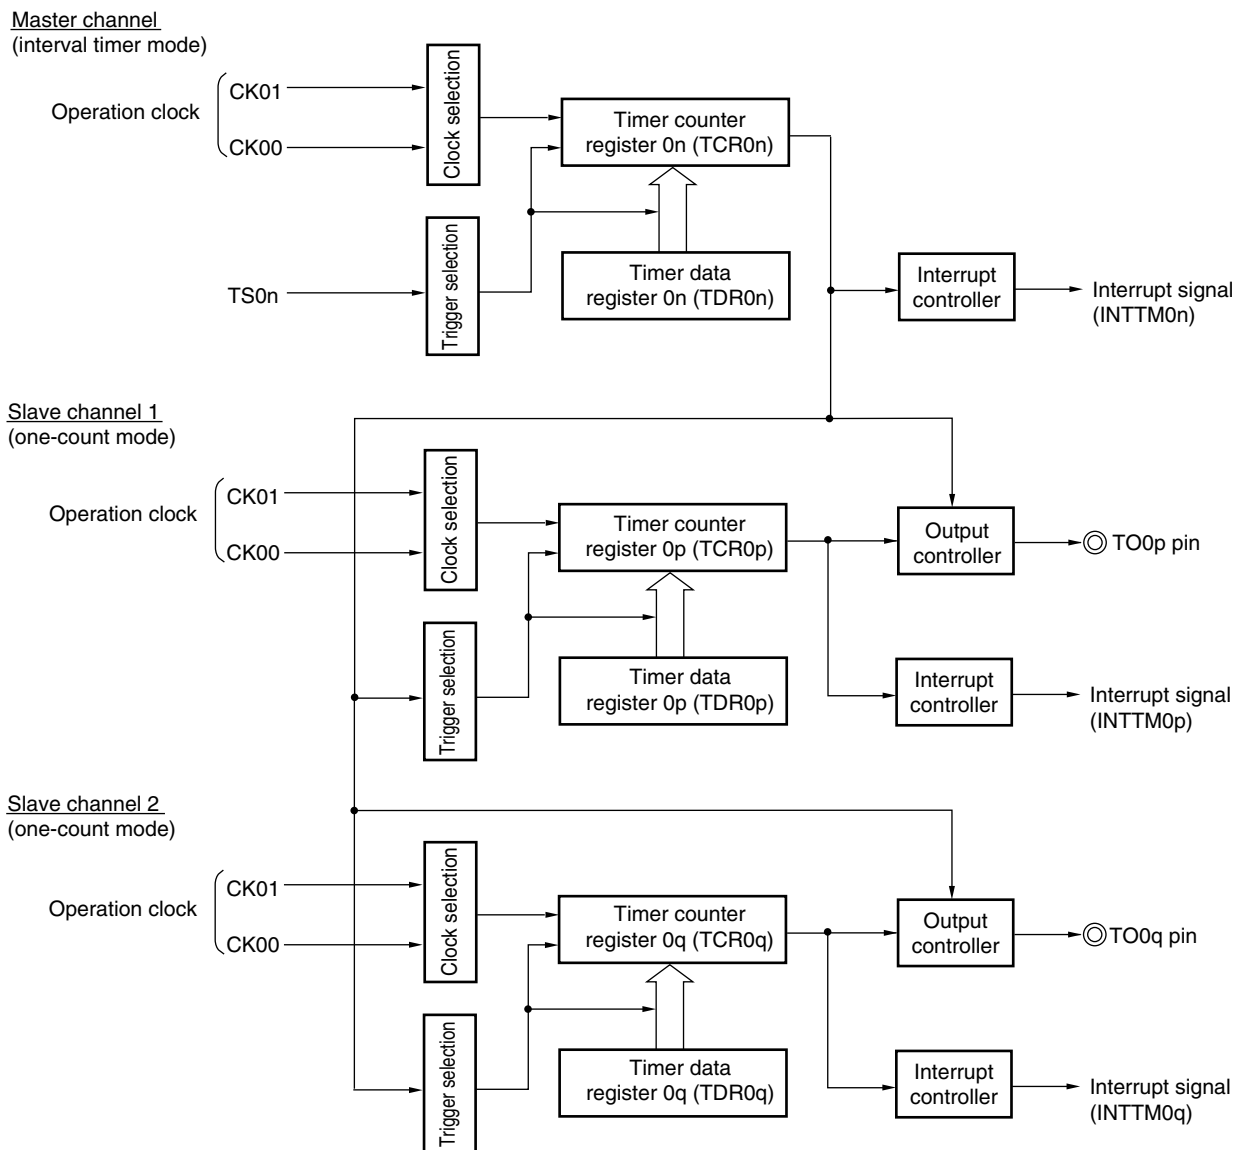 Master channel
(interval timer mode)
Operation clock
CK01
CK00
Clock selection
Timer counter
register 0n (TCR0n)
TS0n
Trigger selection
Timer data
register 0n (TDR0n)
Interrupt
controller
Interrupt signal
(INTTM0n)
Slave channel 1
(one-count mode)
Operation clock
CK01
CK00
Clock selection
Timer counter
register 0p (TCR0p)
Output
controller
TO0p pin
Trigger selection
Timer data
register 0p (TDR0p)
Interrupt
controller
Interrupt signal
(INTTM0p)
Slave channel 2
(one-count mode)
Operation clock
CK01
CK00
Clock selection
Timer counter
register 0q (TCR0q)
Output
controller
TO0q pin
Trigger selection
Timer data
register 0q (TDR0q)
Interrupt
controller
Interrupt signal
(INTTM0q)